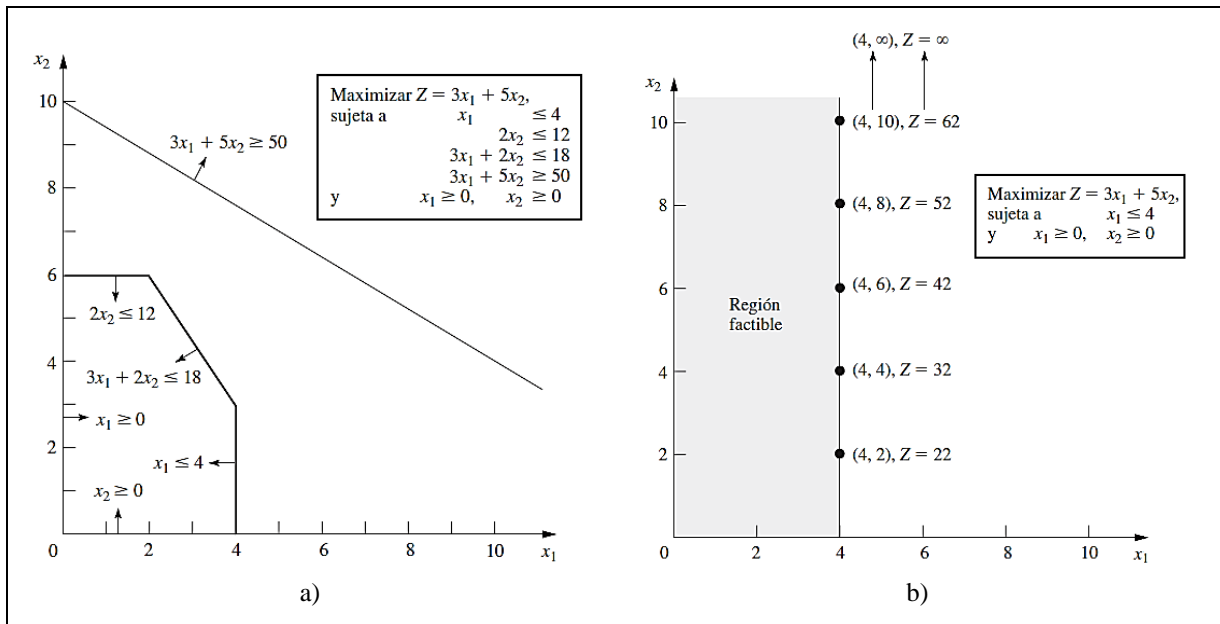 x₂
10
8
6
4
2
0
2
4
6
8
10
x₁
3x₁ + 5x₂ ≥ 50
2x₂ ≤ 12
3x₁ + 2x₂ ≤ 18
x₁ ≥ 0
x₁ ≤ 4
x₂ ≥ 0
Maximizar Z = 3x₁ + 5x₂,
sujeta a x₁ ≤ 4
2x₂ ≤ 12
3x₁ + 2x₂ ≤ 18
3x₁ + 5x₂ ≥ 50
y x₁ ≥ 0, x₂ ≥ 0
a)
(4, ∞), Z = ∞
x₂
10
8
6
4
2
0
2
4
6
8
10
x₁
(4, 10), Z = 62
(4, 8), Z = 52
(4, 6), Z = 42
(4, 4), Z = 32
(4, 2), Z = 22
Región
factible
Maximizar Z = 3x₁ + 5x₂,
sujeta a x₁ ≤ 4
y x₁ ≥ 0, x₂ ≥ 0
b)